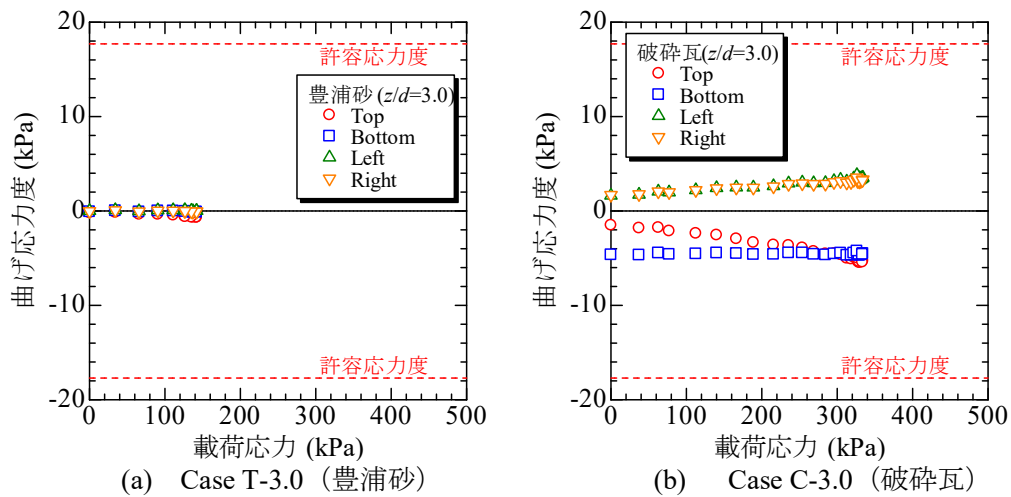 20
10
0
-10
-20
曲げ応力度 (kPa)
許容応力度
豊浦砂 (z/d=3.0)
Top
Bottom
Left
Right
許容応力度
0 100 200 300 400 500
載荷応力 (kPa)
(a) Case T-3.0（豊浦砂）
20
10
0
-10
-20
曲げ応力度 (kPa)
許容応力度
破砕瓦(z/d=3.0)
Top
Bottom
Left
Right
許容応力度
0 100 200 300 400 500
載荷応力 (kPa)
(b) Case C-3.0（破砕瓦）